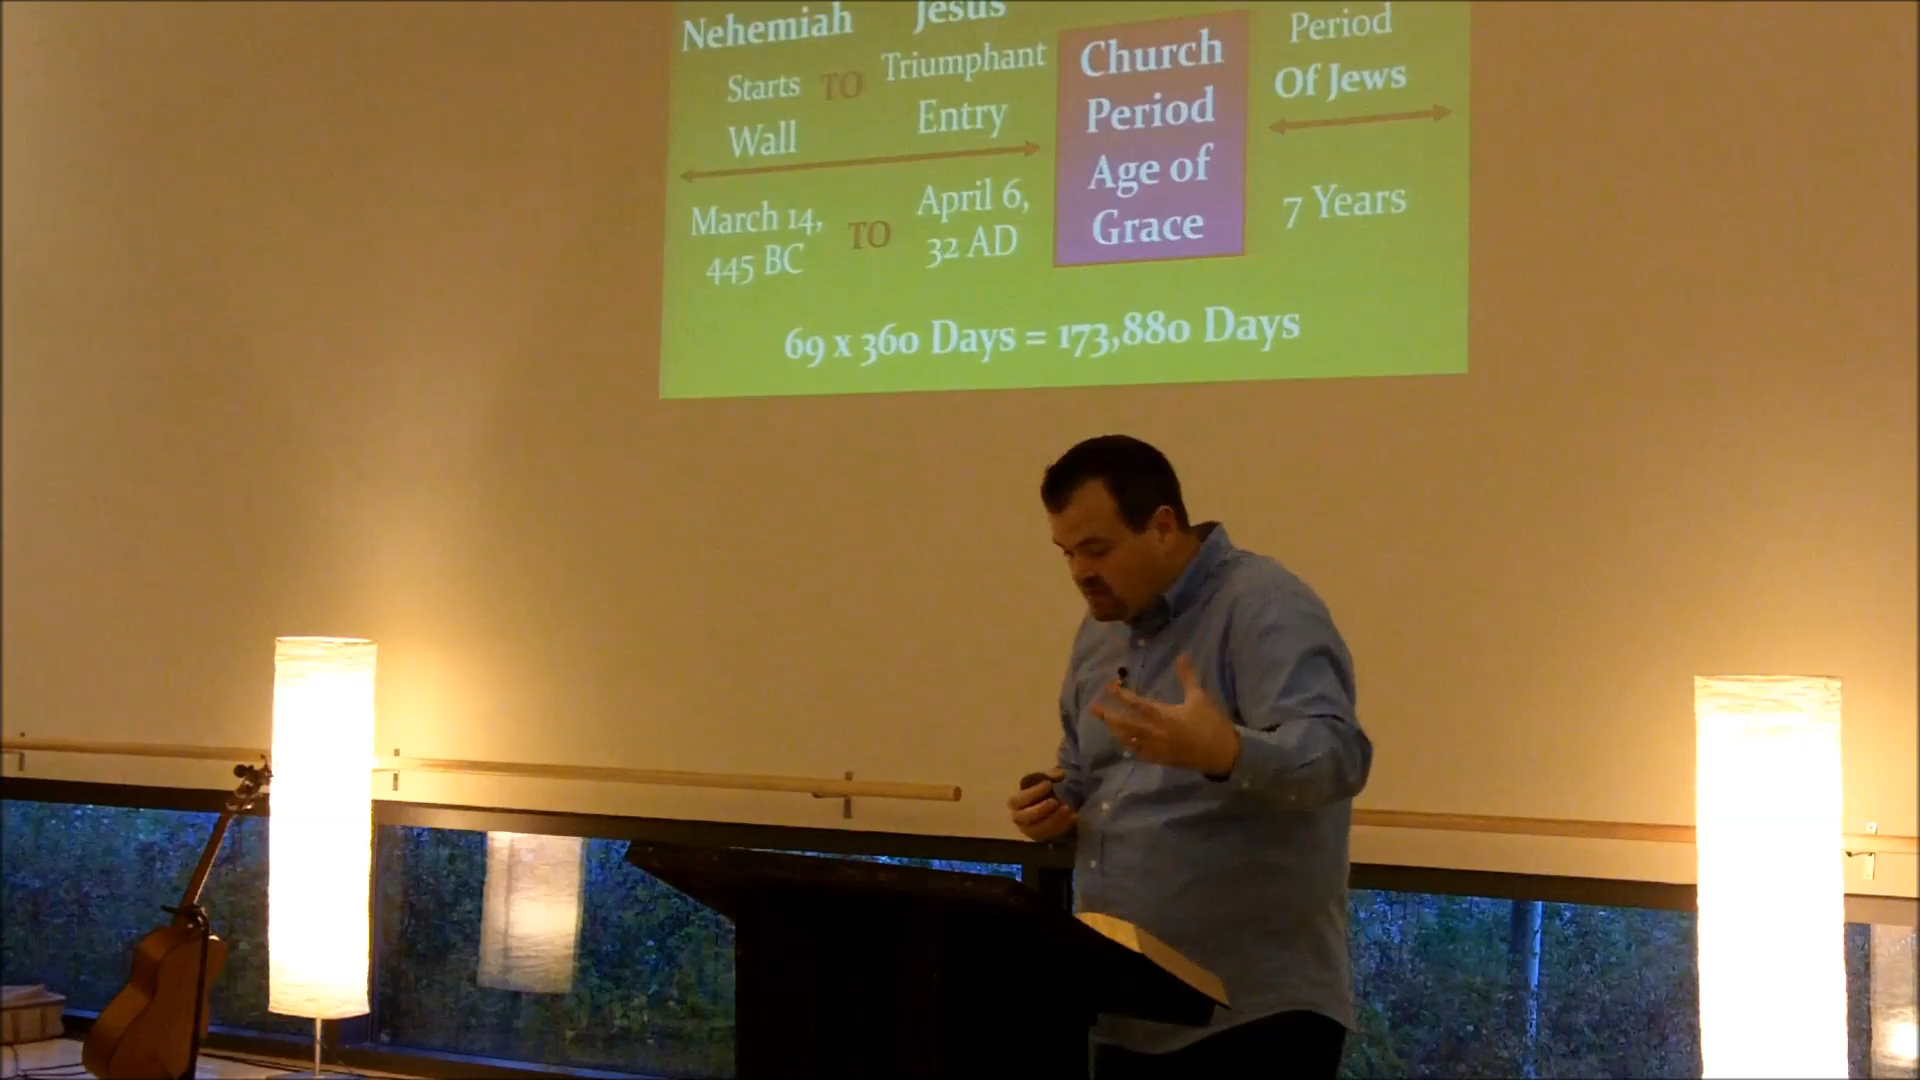 Nehemiah
Starts
Wall
TO
Jesus
Triumphant
Entry
March 14,
445 BC
TO
April 6,
32 AD
Church
Period
Age of
Grace
Period
Of Jews
7 Years
69 x 360 Days = 173,880 Days